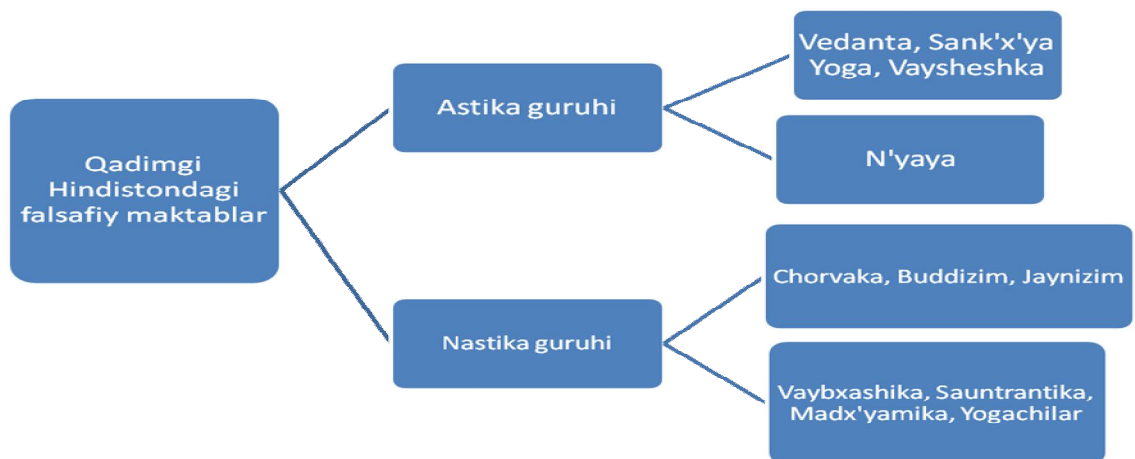 Qadimgi
Hindistondagi
falsafiy maktablar
Astika guruhi
Vedanta, Sank'x'ya
Yoga, Vaysheshka
N'yaya
Nastika guruhi
Chorvaka, Buddizim, Jaynizim
Vaybxashika, Sauntrantika,
Madx'yamika, Yogachilar